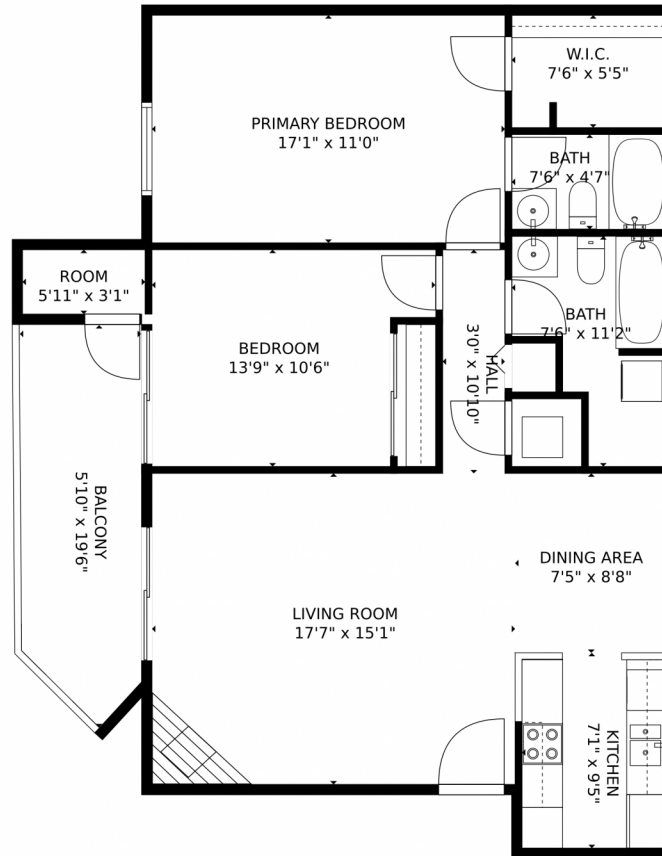 W.I.C.
7'6" x 5'5"
PRIMARY BEDROOM
17'1" x 11'0"
BATH
7'6" x 4'7"
ROOM
5'11" x 3'1"
BATH
7'6" x 11'2"
BEDROOM
13'9" x 10'6"
HALL
3'0" x 10'10"
BALCONY
5'10" x 19'6"
DINING AREA
7'5" x 8'8"
LIVING ROOM
17'7" x 15'1"
KITCHEN
7'1" x 9'5"